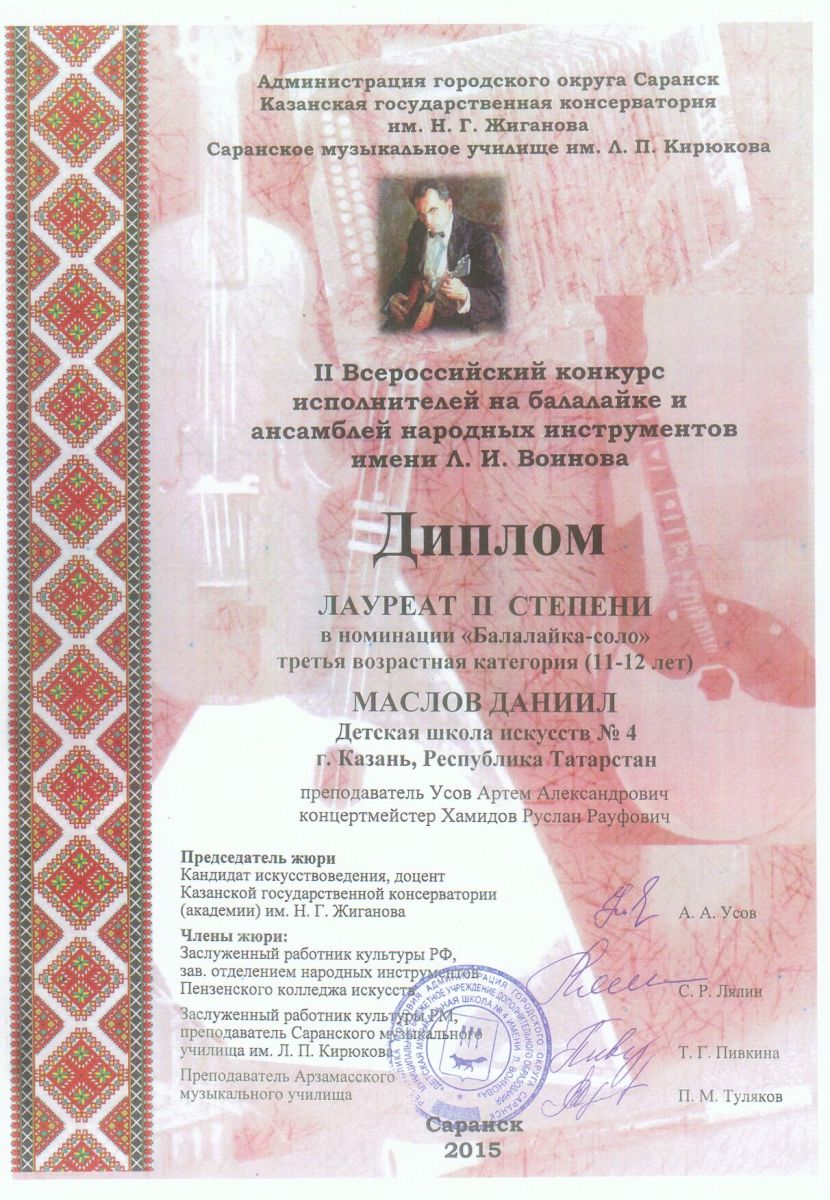 Администрация городского округа Саранск
Казанская государственная консерватория
им. Н. Г. Жиганова
Саранское музыкальное училище им. Л. П. Кирюкова
II Всероссийский конкурс
исполнителей на балалайке и
ансамблей народных инструментов
имени Л. И. Воинова
Диплом
ЛАУРЕАТ II СТЕПЕНИ
в номинации «Балалайка-соло»
третья возрастная категория (11-12 лет)
МАСЛОВ ДАНИИЛ
Детская школа искусств № 4
г. Казань, Республика Татарстан
преподаватель Усов Артем Александрович
концертмейстер Хамидов Руслан Рауфович
Председатель жюри
Кандидат искусствоведения, доцент
Казанской государственной консерватории
(академии) им. Н. Г. Жиганова
А. А. Усов
Члены жюри:
Заслуженный работник культуры РФ,
зав. отделением народных инструментов
Пензенского колледжа искусств
С. Р. Лялин
Заслуженный работник культуры РМ,
преподаватель Саранского музыкального
училища им. Л. П. Кирюкова
Т. Г. Пивкина
Преподаватель Арзамасского
музыкального училища
П. М. Туляков
Саранск
2015